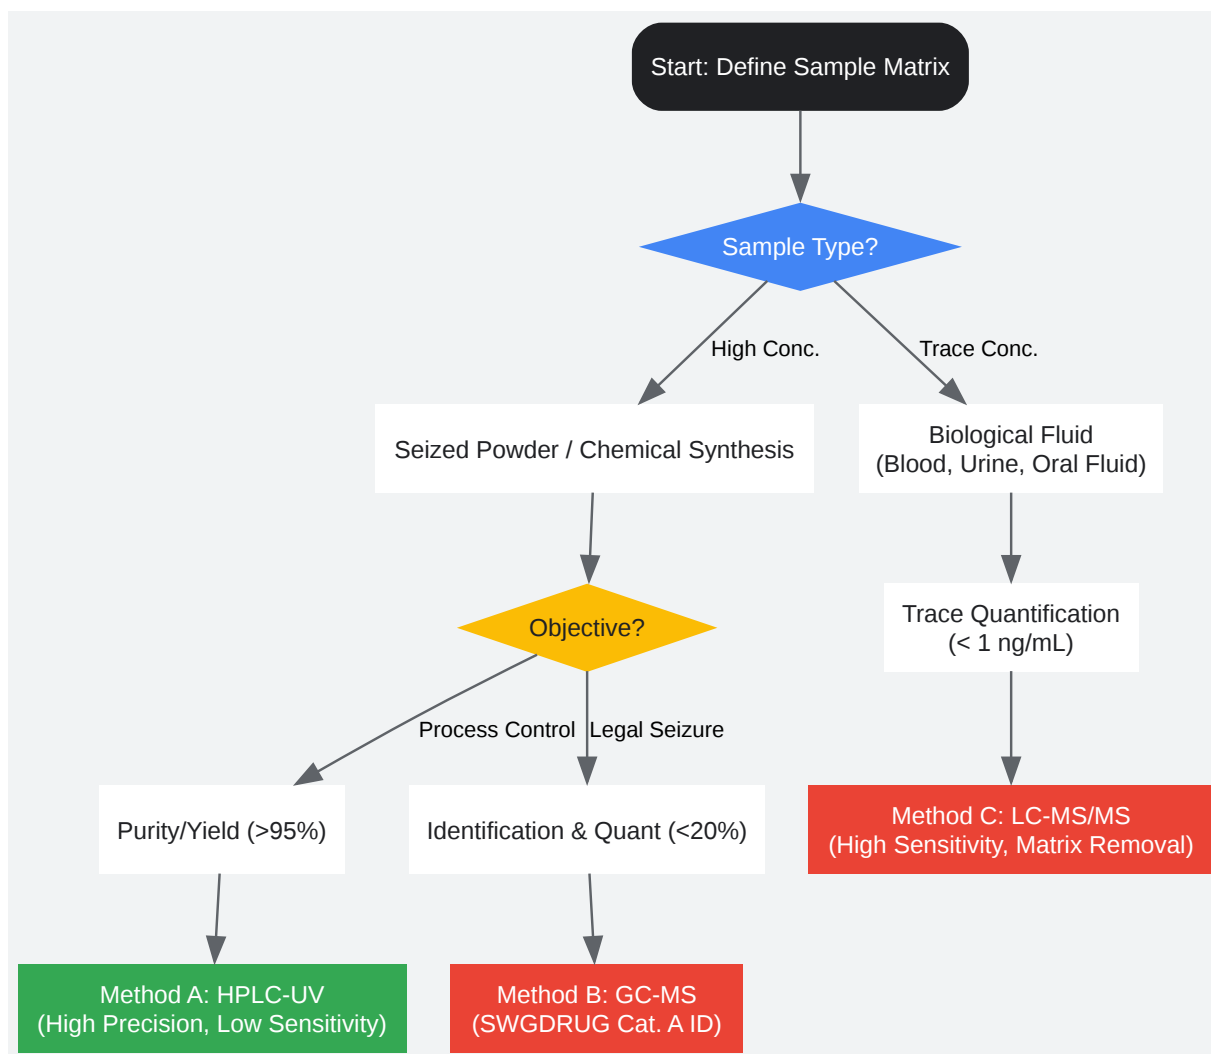 Start: Define Sample Matrix
Sample Type?
High Conc.
Trace Conc.
Seized Powder / Chemical Synthesis
Biological Fluid
(Blood, Urine, Oral Fluid)
Objective?
Trace Quantification
(< 1 ng/mL)
Process Control
Legal Seizure
Purity/Yield (>95%)
Identification & Quant (<20%)
Method C: LC-MS/MS
(High Sensitivity, Matrix Removal)
Method A: HPLC-UV
(High Precision, Low Sensitivity)
Method B: GC-MS
(SWGDRUG Cat. A ID)